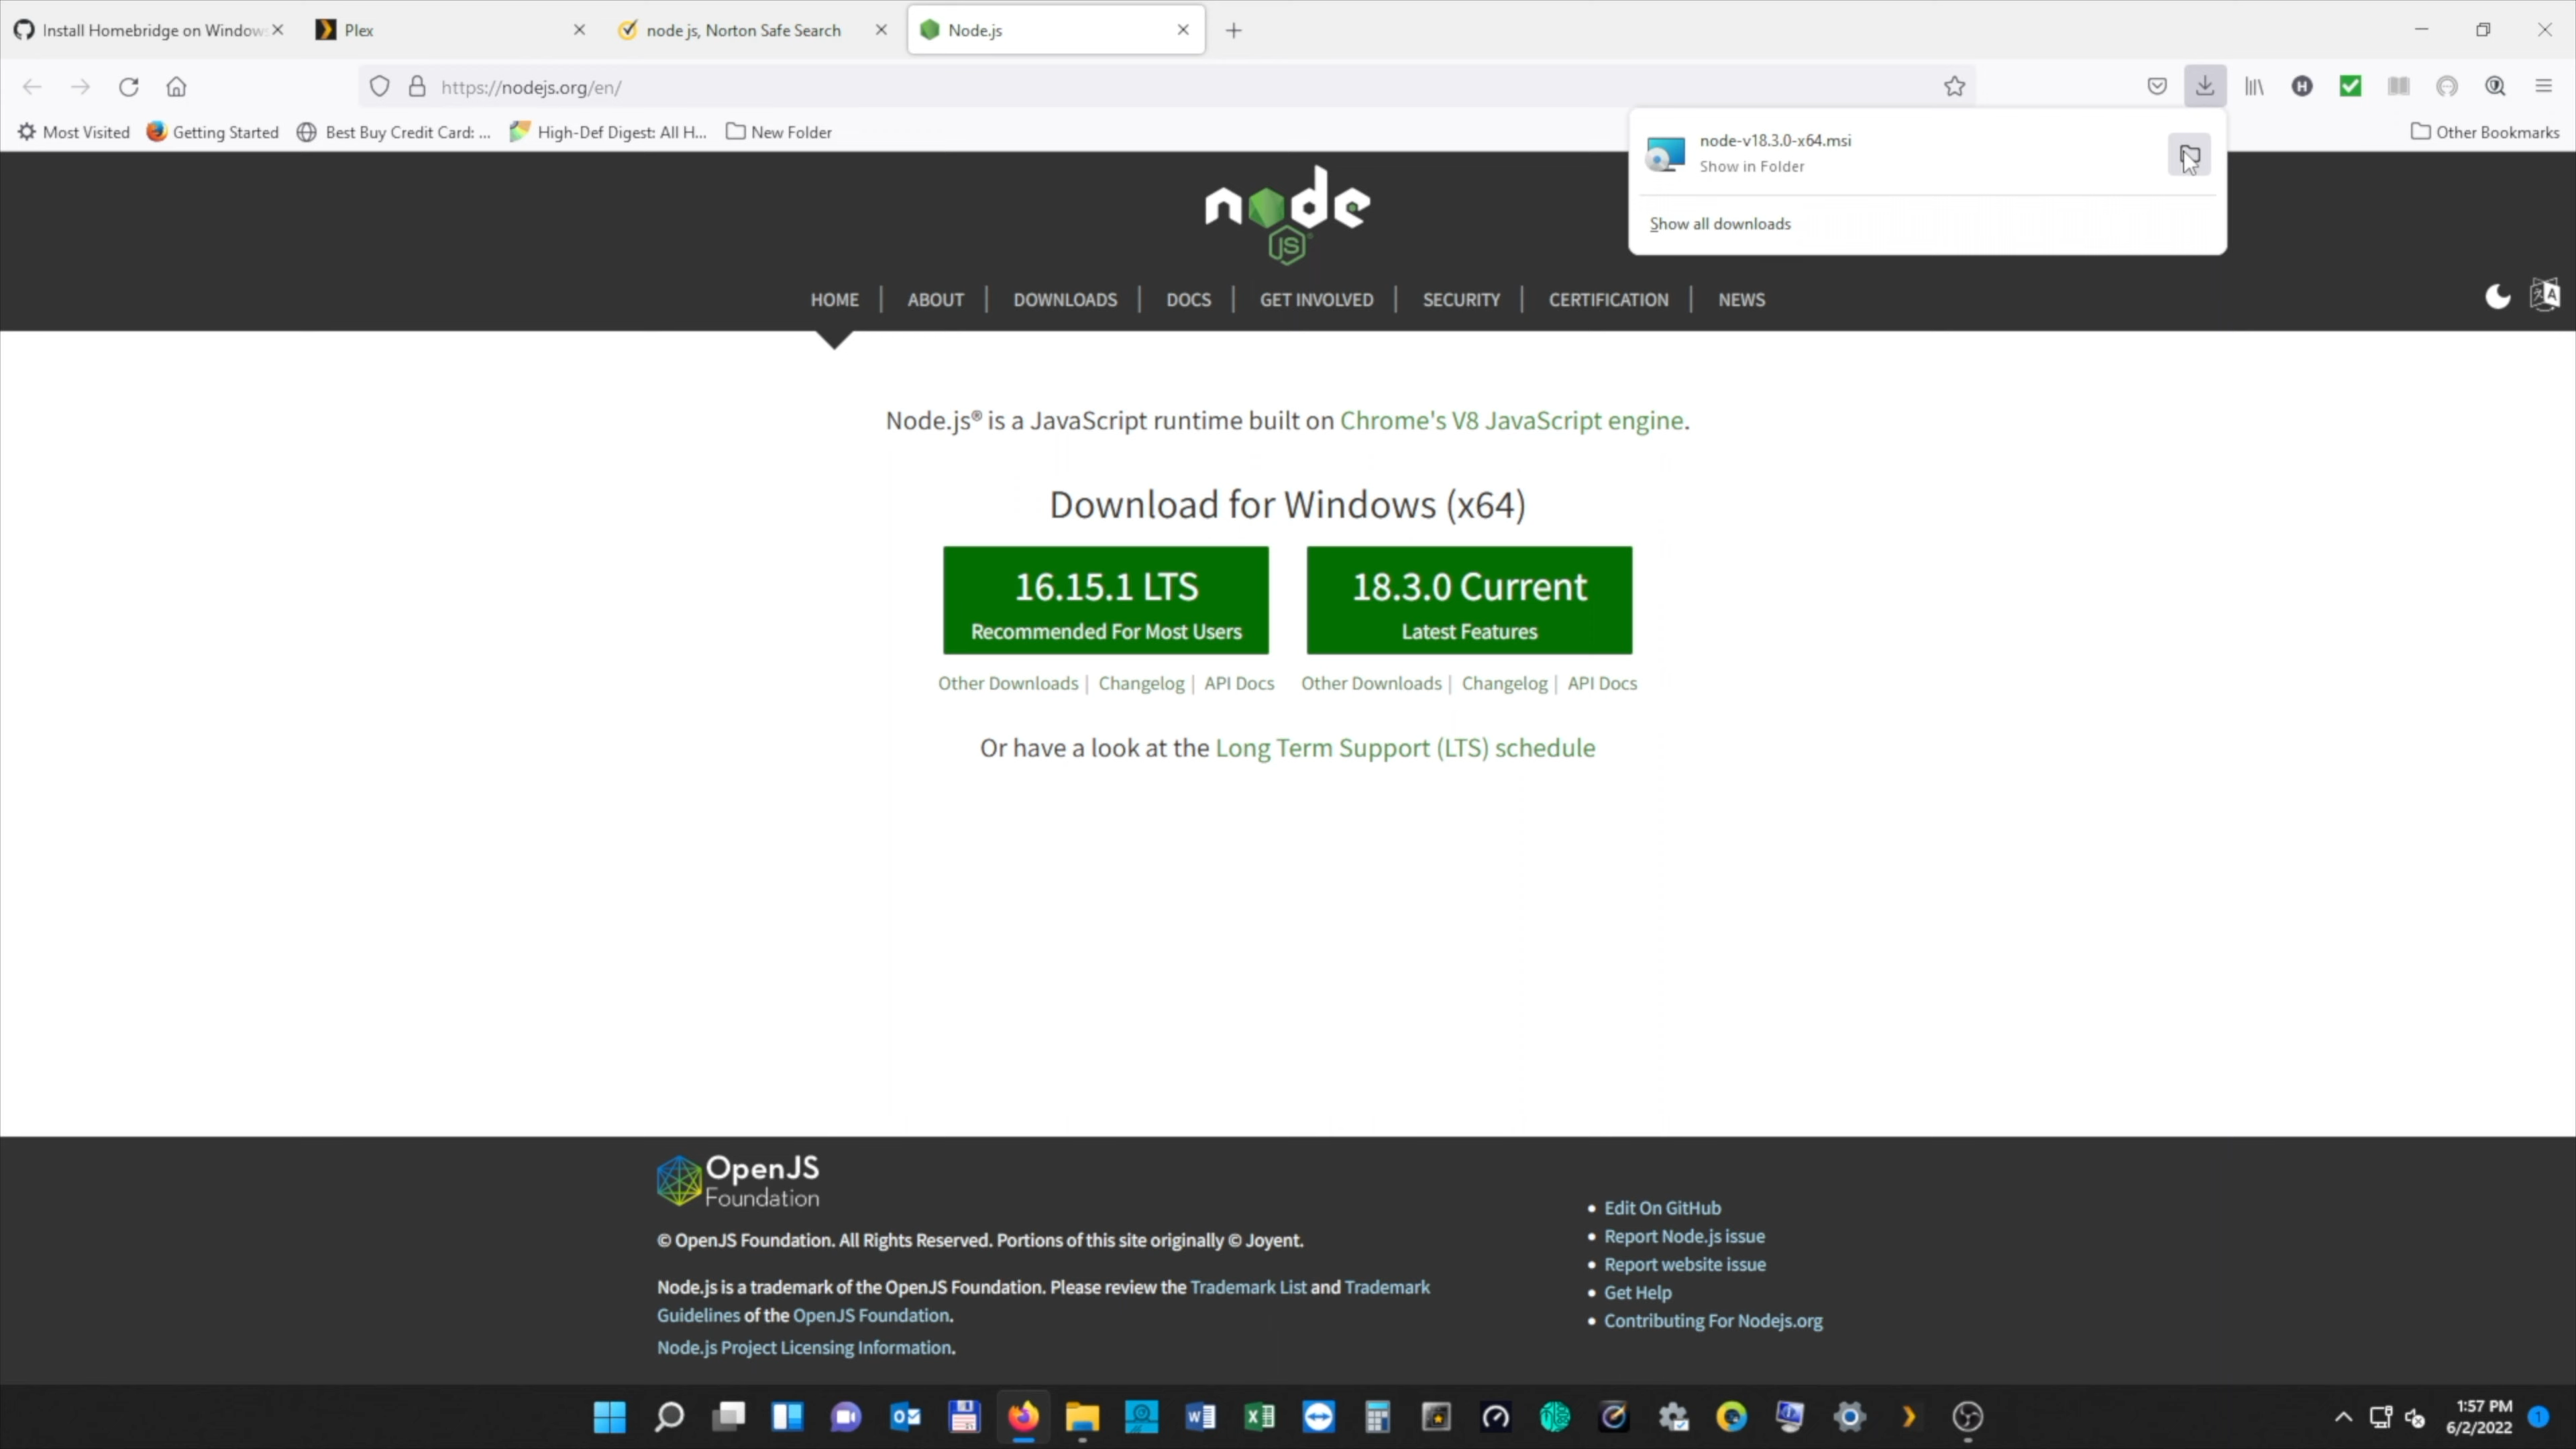 Install Homebridge on Window
Plex
node js, Norton Safe Search
Node.js
https://nodejs.org/en/
Most Visited
Getting Started
Best Buy Credit Card: ...
High-Def Digest: All H...
New Folder
Other Bookmarks
node-v18.3.0-x64.msi
Show in Folder
Show all downloads
node
JS
HOME | ABOUT | DOWNLOADS | DOCS | GET INVOLVED | SECURITY | CERTIFICATION | NEWS
Node.js® is a JavaScript runtime built on Chrome's V8 JavaScript engine.
Download for Windows (x64)
16.15.1 LTS
Recommended For Most Users
18.3.0 Current
Latest Features
Other Downloads | Changelog | API Docs
Other Downloads | Changelog | API Docs
Or have a look at the Long Term Support (LTS) schedule
OpenJS
Foundation
© OpenJS Foundation. All Rights Reserved. Portions of this site originally © Joyent.
Node.js is a trademark of the OpenJS Foundation. Please review the Trademark List and Trademark
Guidelines of the OpenJS Foundation.
Node.js Project Licensing Information.
• Edit On GitHub
• Report Node.js issue
• Report website issue
• Get Help
• Contributing For Nodejs.org
1:57 PM
6/2/2022
1